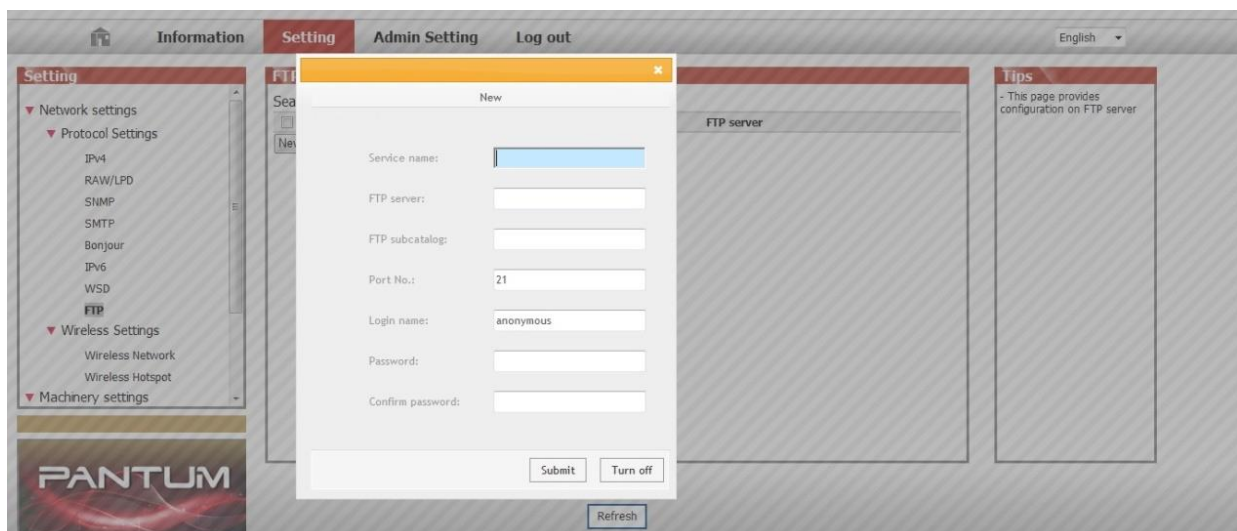 Information Setting Admin Setting Log out English
Setting
Network settings
Protocol Settings
IPv4
RAW/LPD
SNMP
SMTP
Bonjour
IPv6
WSD
FTP
Wireless Settings
Wireless Network
Wireless Hotspot
Machinery settings
PANTUM
FTP
Sea
New
FTP server
New
Service name:
FTP server:
FTP subcatalog:
Port No.: 21
Login name: anonymous
Password:
Confirm password:
Submit Turn off
Refresh
Tips
- This page provides
configuration on FTP server